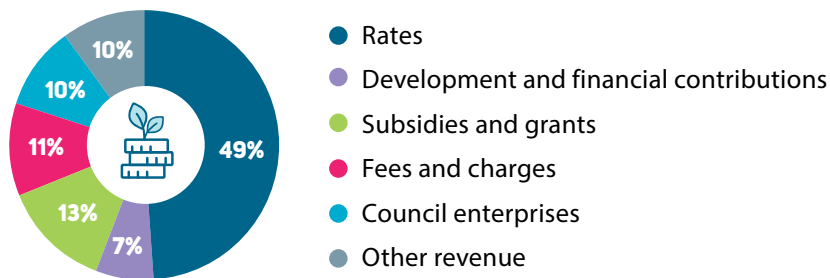 10%
10%
11%
13%
7%
49%
Rates
Development and financial contributions
Subsidies and grants
Fees and charges
Council enterprises
Other revenue